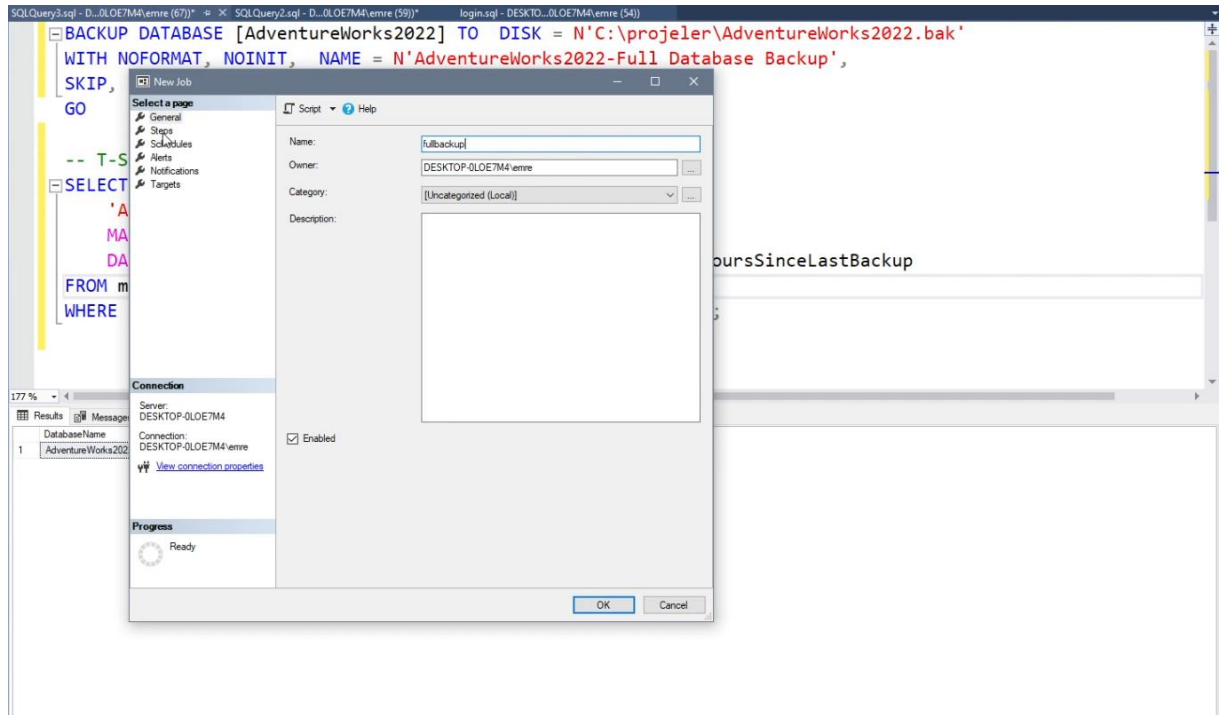 SQLQuery3.sql - D...0LOE7M4\emre (67))* SQLQuery2.sql - D...0LOE7M4\emre (59))* login.sql - DESKTO...0LOE7M4\emre (54))
BACKUP DATABASE [AdventureWorks2022] TO DISK = N'C:\projeler\AdventureWorks2022.bak'
WITH NOFORMAT, NOINIT, NAME = N'AdventureWorks2022-Full Database Backup',
SKIP,
GO
-- T-S
SELECT
'A
MA
DA
oursSinceLastBackup
FROM m
WHERE
;
New Job
Select a page
General
Steps
Schedules
Alerts
Notifications
Targets
Script Help
Name: fullbackup
Owner: DESKTOP-0LOE7M4\emre ...
Category: [Uncategorized (Local)] ...
Description:
Enabled
Connection
Server:
DESKTOP-0LOE7M4
Connection:
DESKTOP-0LOE7M4\emre
View connection properties
Progress
Ready
OK Cancel
177 %
Results Message
DatabaseName
1 AdventureWorks202